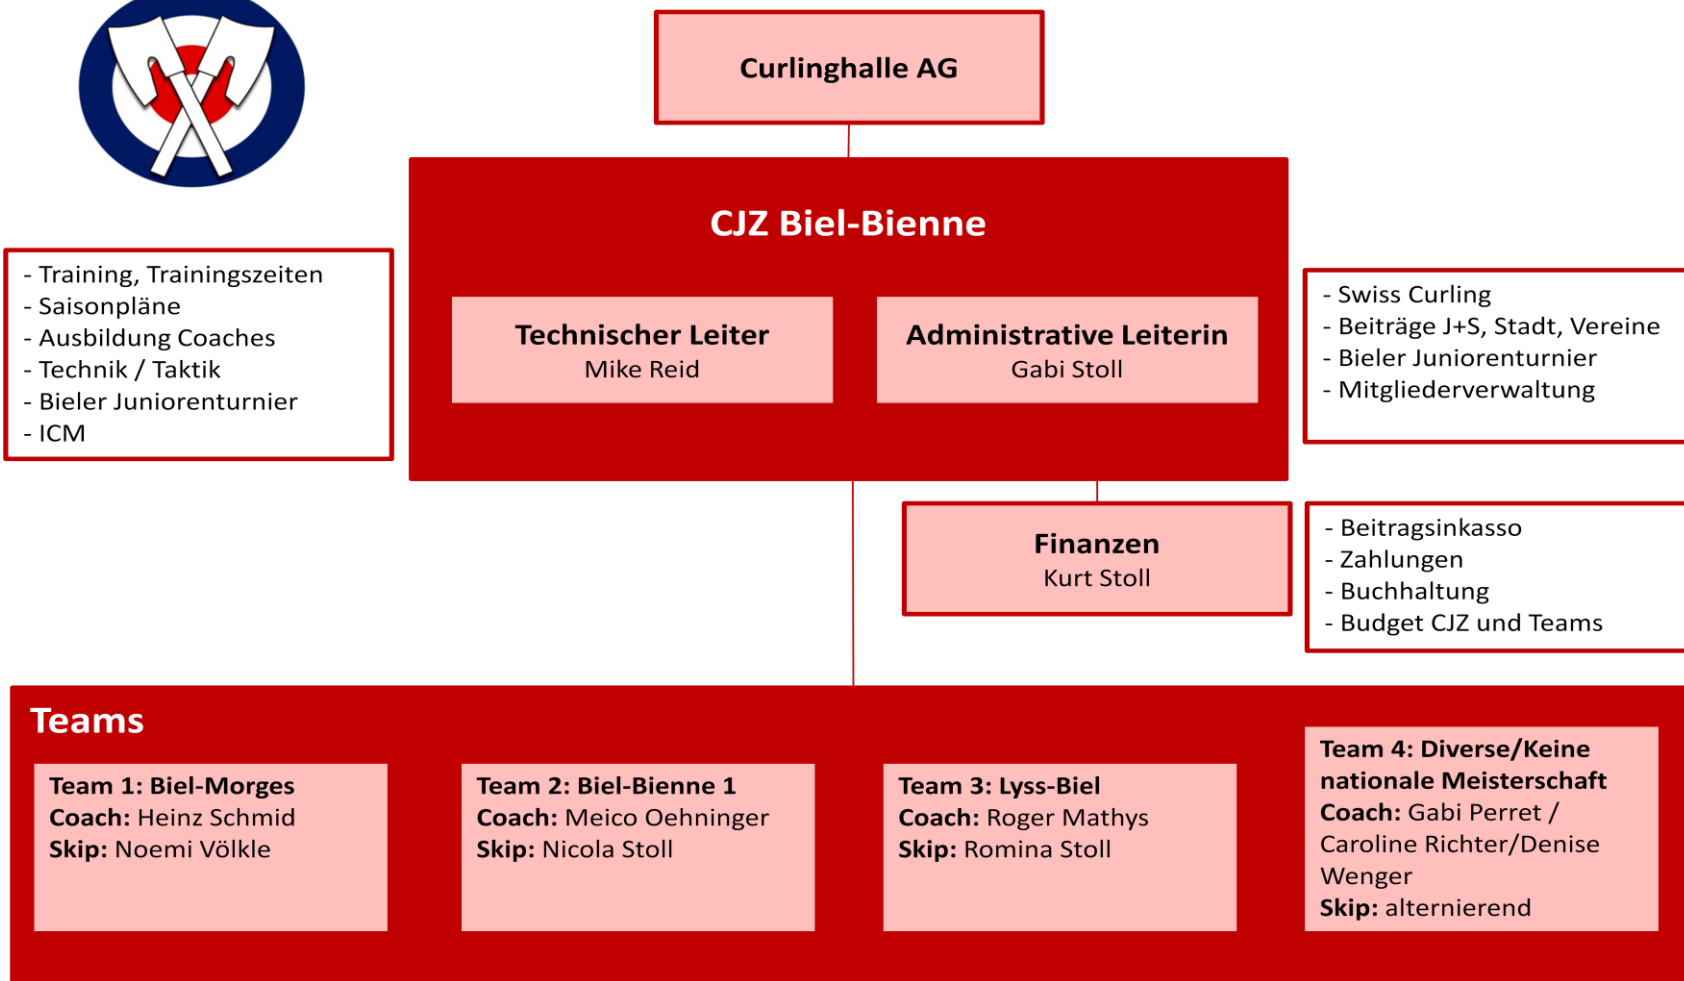 Curlinghalle AG
CJZ Biel-Bienne
- Training, Trainingszeiten
- Saisonpläne
- Ausbildung Coaches
- Technik / Taktik
- Bieler Juniorenturnier
- ICM
Technischer Leiter
Mike Reid
Administrative Leiterin
Gabi Stoll
- Swiss Curling
- Beiträge J+S, Stadt, Vereine
- Bieler Juniorenturnier
- Mitgliederverwaltung
Finanzen
Kurt Stoll
- Beitragsinkasso
- Zahlungen
- Buchhaltung
- Budget CJZ und Teams
Teams
Team 1: Biel-Morges
Coach: Heinz Schmid
Skip: Noemi Völkle
Team 2: Biel-Bienne 1
Coach: Meico Oehninger
Skip: Nicola Stoll
Team 3: Lyss-Biel
Coach: Roger Mathys
Skip: Romina Stoll
Team 4: Diverse/Keine
nationale Meisterschaft
Coach: Gabi Perret /
Caroline Richter/Denise
Wenger
Skip: alternierend